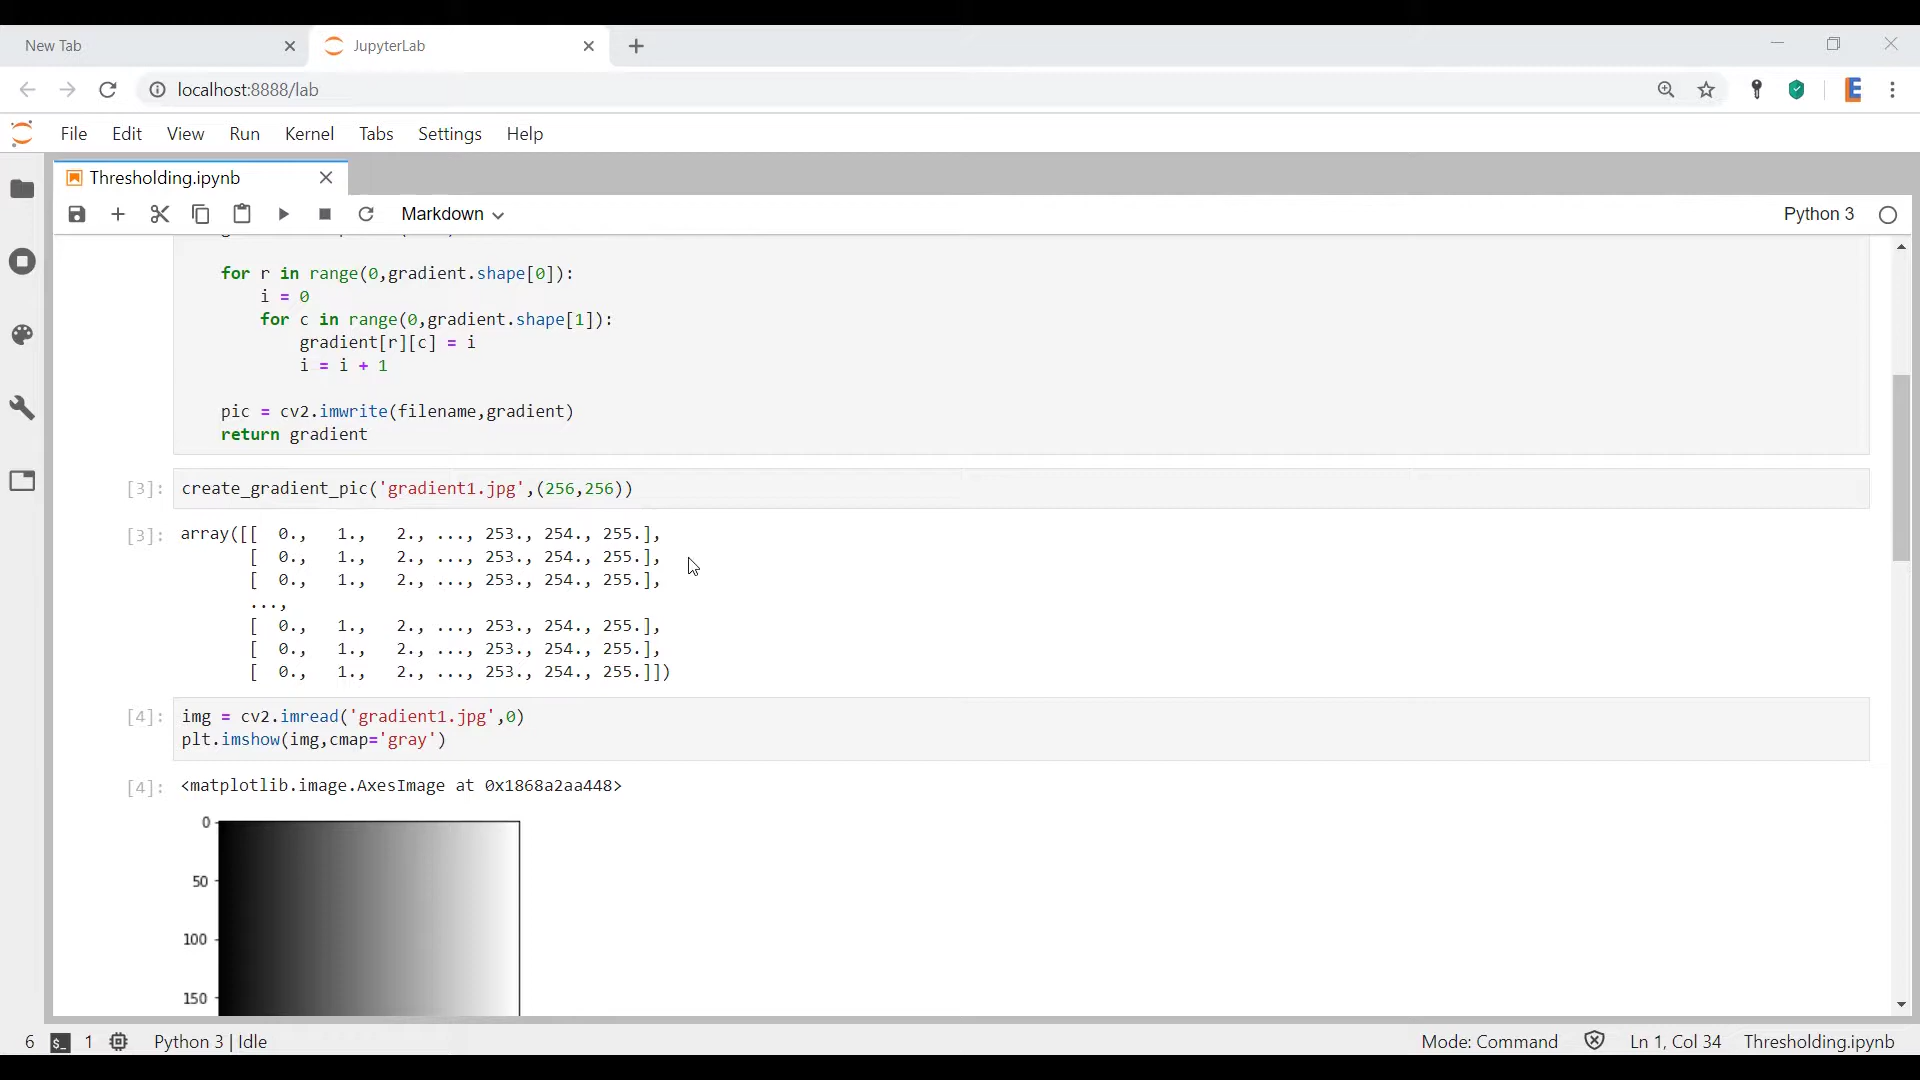 New Tab
JupyterLab
localhost:8888/lab
E
File Edit View Run Kernel Tabs Settings Help
Thresholding.ipynb
Markdown
Python 3
for r in range(0,gradient.shape[0]):
i = 0
for c in range(0,gradient.shape[1]):
gradient[r][c] = i
i = i + 1
pic = cv2.imwrite(filename,gradient)
return gradient
[3]: create_gradient_pic('gradient1.jpg',(256,256))
[3]: array([[ 0., 1., 2., ..., 253., 254., 255.],
[ 0., 1., 2., ..., 253., 254., 255.],
[ 0., 1., 2., ..., 253., 254., 255.],
...,
[ 0., 1., 2., ..., 253., 254., 255.],
[ 0., 1., 2., ..., 253., 254., 255.],
[ 0., 1., 2., ..., 253., 254., 255.]])
[4]: img = cv2.imread('gradient1.jpg',0)
plt.imshow(img,cmap='gray')
[4]: <matplotlib.image.AxesImage at 0x1868a2aa448>
0
50
100
150
6 $_ 1 Python 3 | Idle Mode: Command Ln 1, Col 34 Thresholding.ipynb